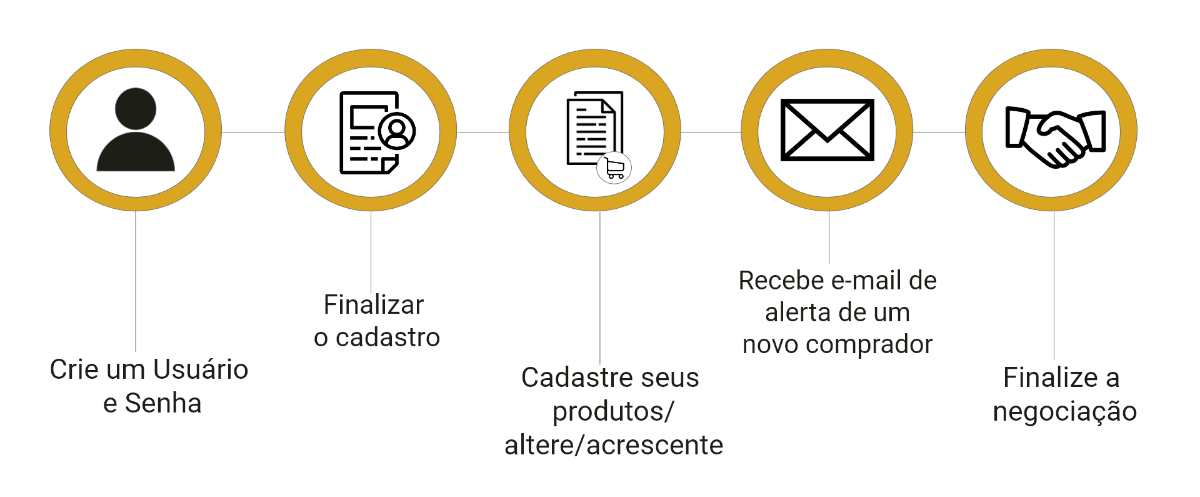 Crie um Usuário
e Senha
Finalizar
o cadastro
Cadastre seus
produtos/
altere/acrescente
Recebe e-mail de
alerta de um
novo comprador
Finalize a
negociação